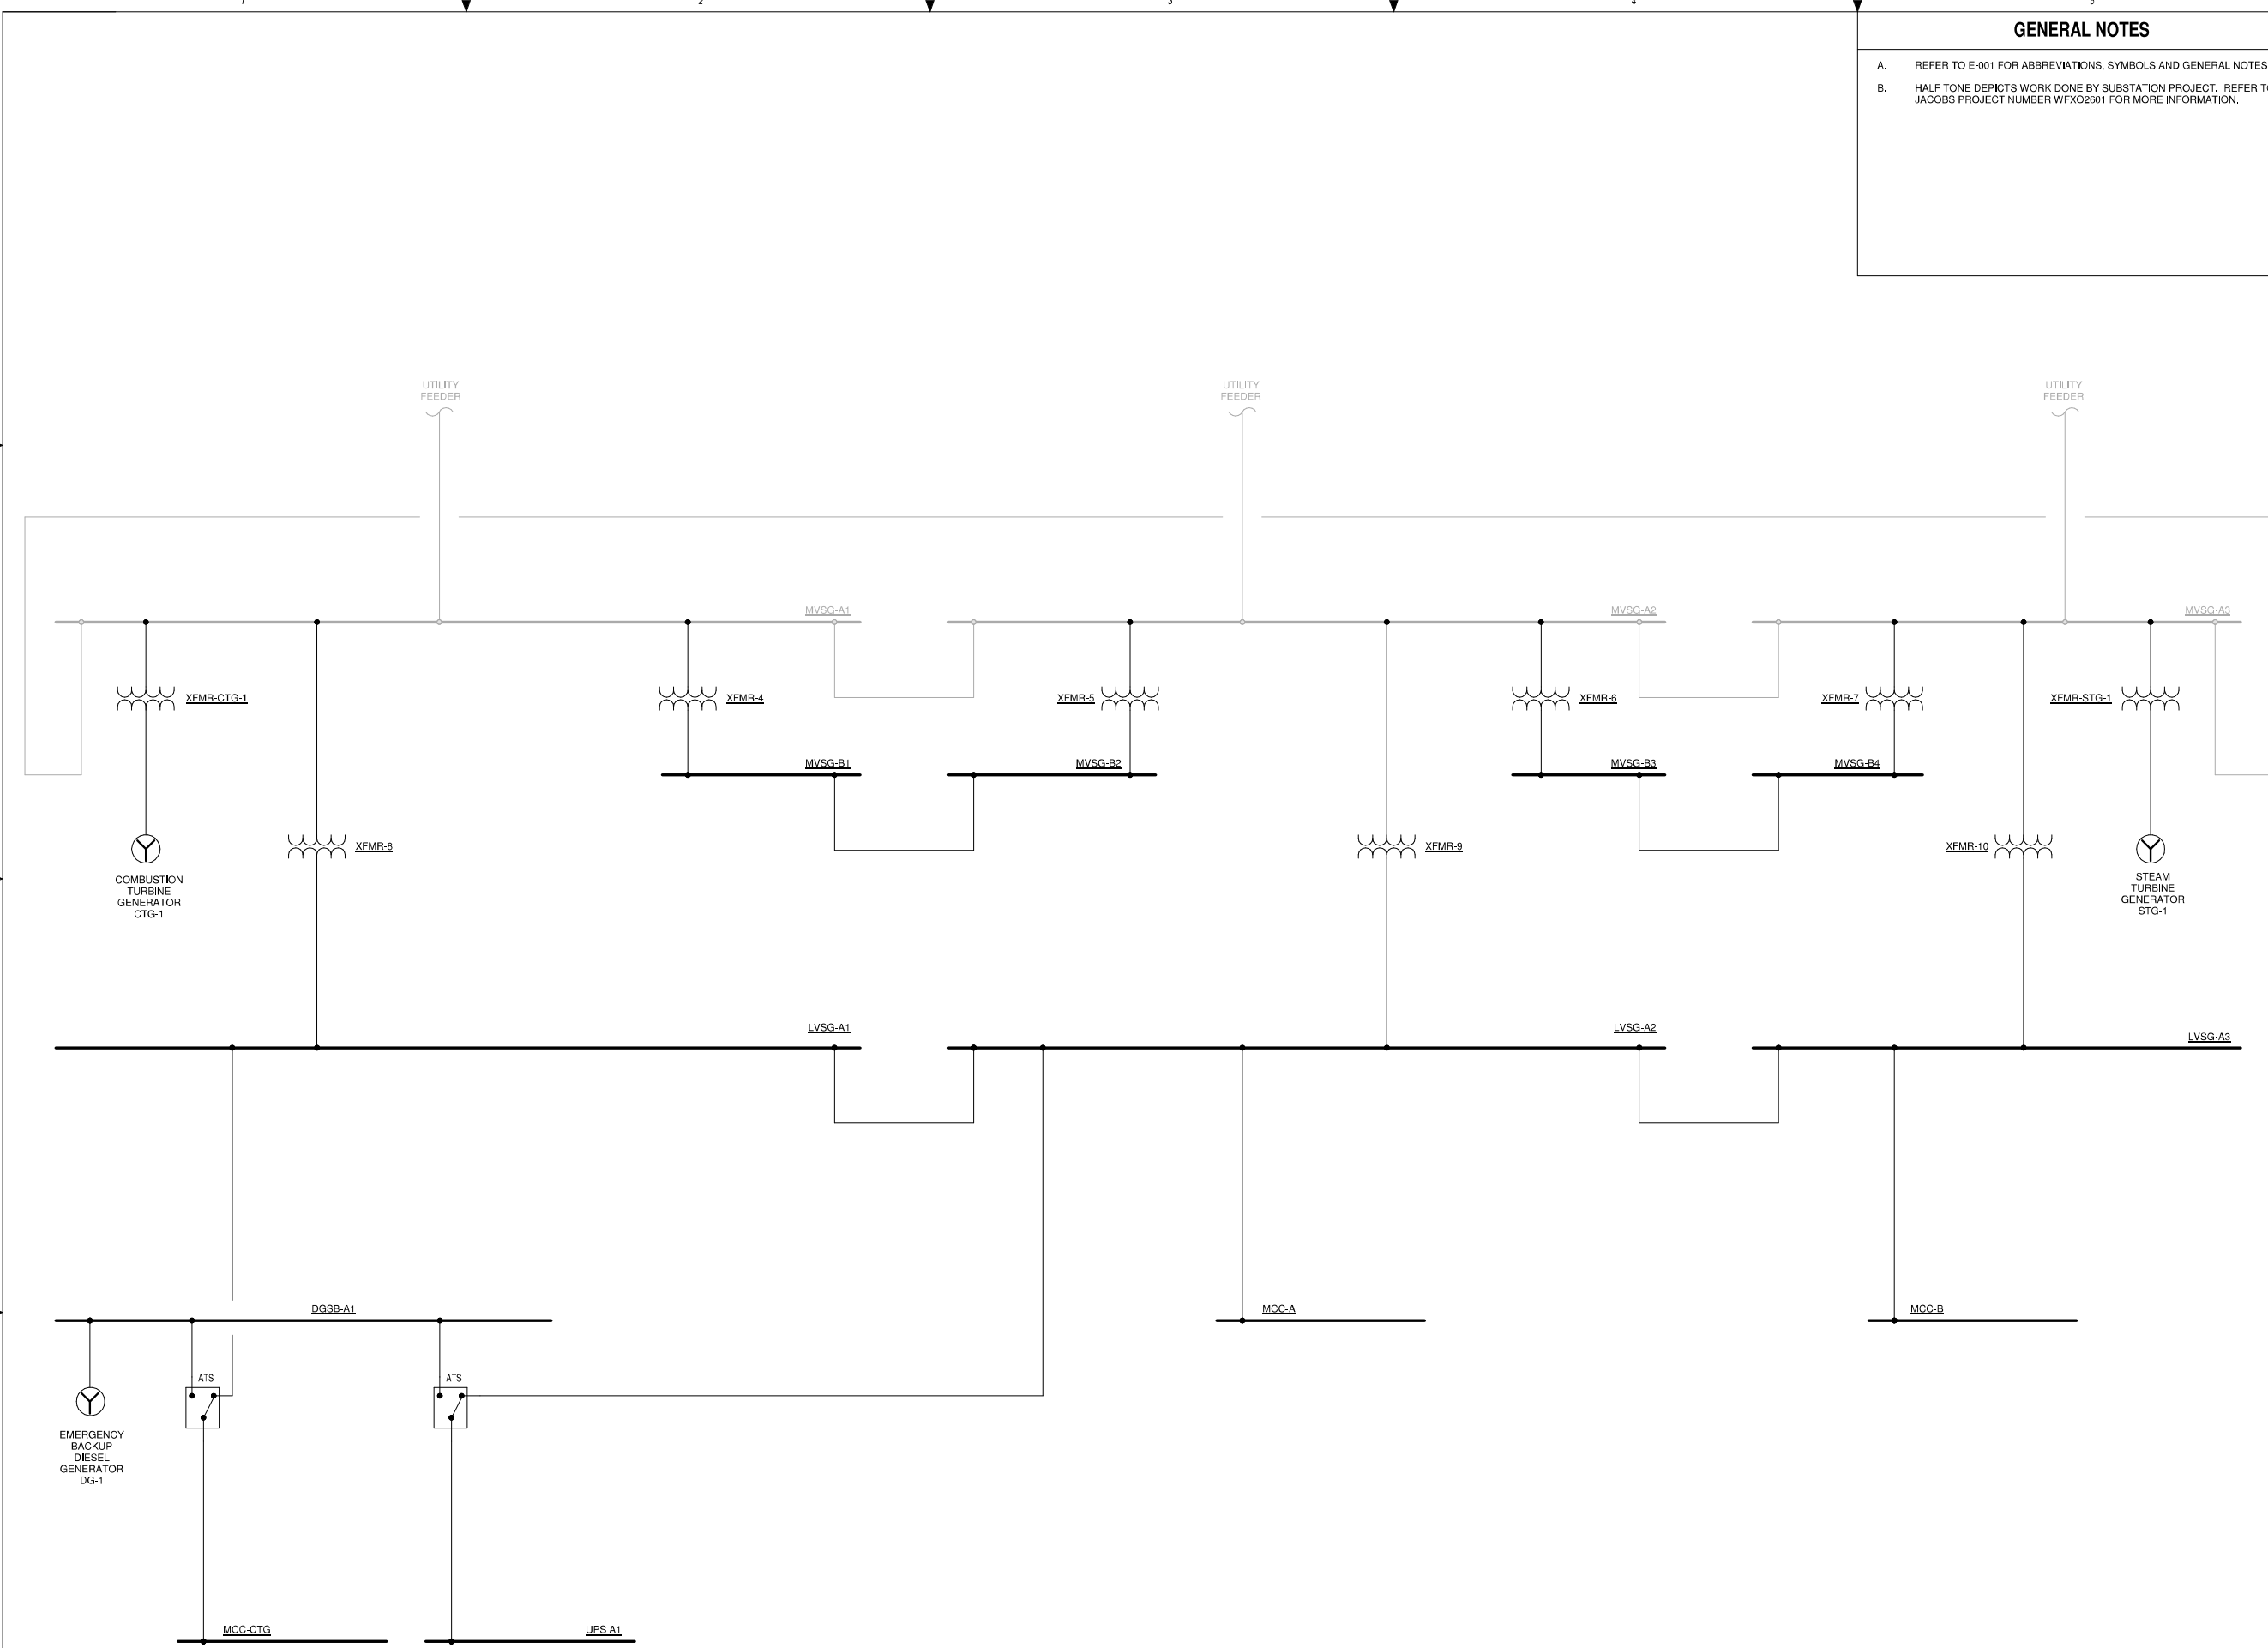 1
2
3
4
5
GENERAL NOTES
A. REFER TO E-001 FOR ABBREVIATIONS, SYMBOLS AND GENERAL NOTES
B. HALF TONE DEPICTS WORK DONE BY SUBSTATION PROJECT. REFER TO
JACOBS PROJECT NUMBER WFXO2601 FOR MORE INFORMATION.
UTILITY
FEEDER
UTILITY
FEEDER
UTILITY
FEEDER
MVSG-A1
MVSG-A2
MVSG-A3
XFMR-CTG-1
XFMR-4
XFMR-5
XFMR-6
XFMR-7
XFMR-STG-1
MVSG-B1
MVSG-B2
MVSG-B3
MVSG-B4
XFMR-8
XFMR-9
XFMR-10
COMBUSTION
TURBINE
GENERATOR
CTG-1
STEAM
TURBINE
GENERATOR
STG-1
LVSG-A1
LVSG-A2
LVSG-A3
DGSB-A1
MCC-A
MCC-B
ATS
ATS
EMERGENCY
BACKUP
DIESEL
GENERATOR
DG-1
MCC-CTG
UPS A1